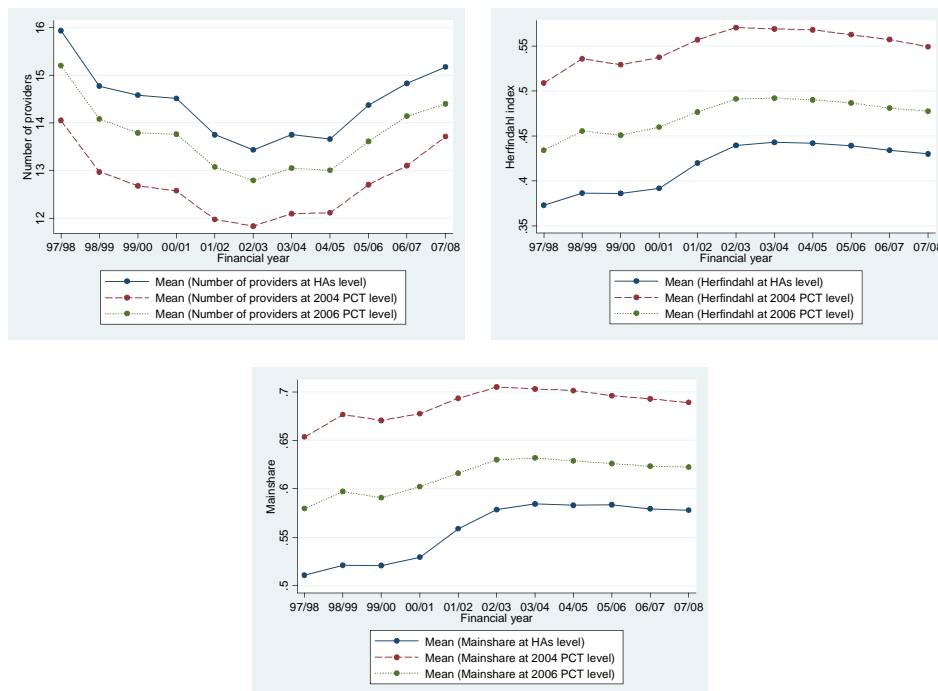 Number of providers
16
15
14
13
12
97/98 98/99 99/00 00/01 01/02 02/03 03/04 04/05 05/06 06/07 07/08
Financial year
Mean (Number of providers at HAs level)
Mean (Number of providers at 2004 PCT level)
Mean (Number of providers at 2006 PCT level)
Herfindahl index
.55
.5
.45
.4
.35
97/98 98/99 99/00 00/01 01/02 02/03 03/04 04/05 05/06 06/07 07/08
Financial year
Mean (Herfindahl at HAs level)
Mean (Herfindahl at 2004 PCT level)
Mean (Herfindahl at 2006 PCT level)
Mainshare
.7
.65
.6
.55
.5
97/98 98/99 99/00 00/01 01/02 02/03 03/04 04/05 05/06 06/07 07/08
Financial year
Mean (Mainshare at HAs level)
Mean (Mainshare at 2004 PCT level)
Mean (Mainshare at 2006 PCT level)